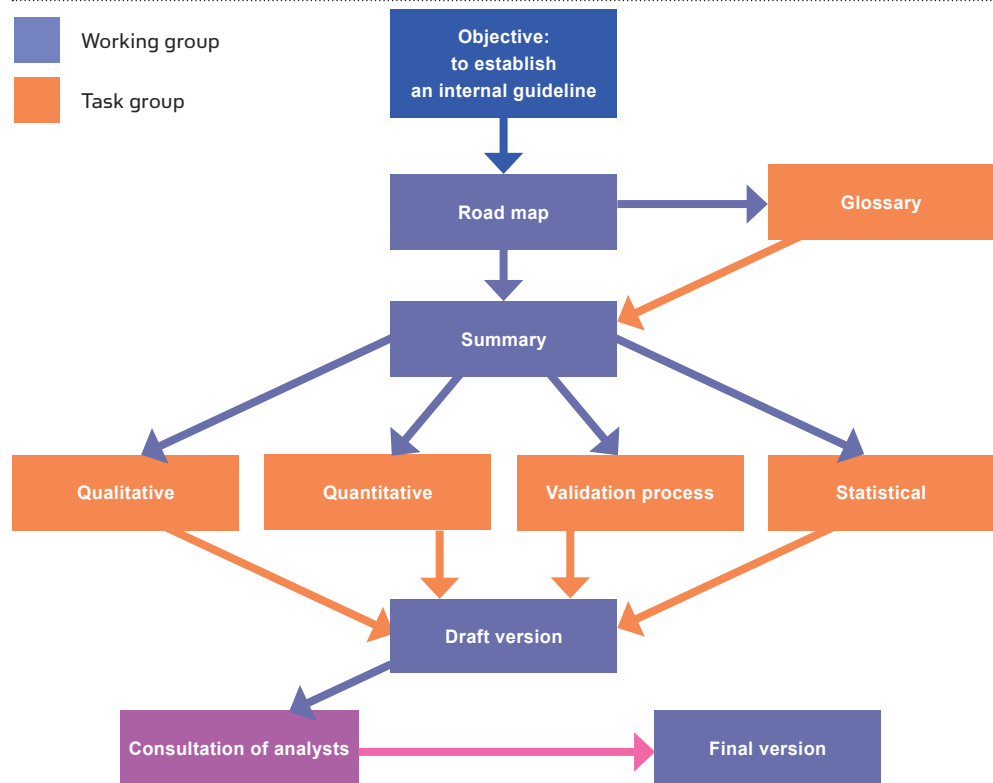 Working group
Task group
Objective:
to establish
an internal guideline
Road map
Glossary
Summary
Qualitative
Quantitative
Validation process
Statistical
Draft version
Consultation of analysts
Final version